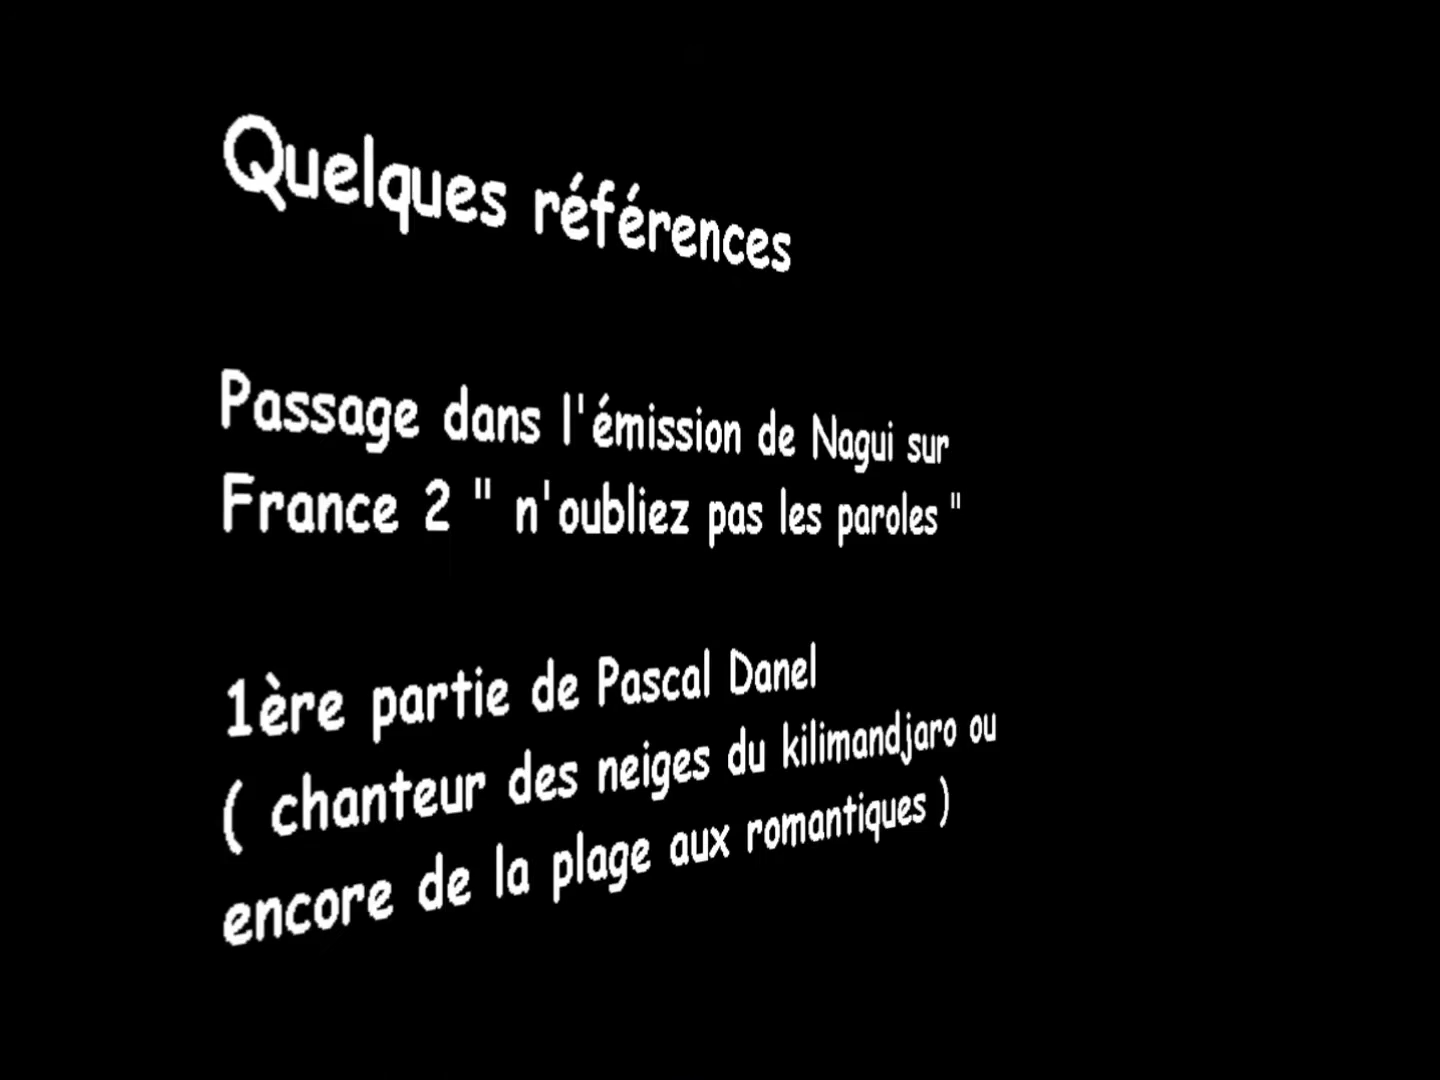 Quelques références
Passage dans l'émission de Nagui sur
France 2 " n'oubliez pas les paroles "
1ère partie de Pascal Danel
( chanteur des neiges du kilimandjaro ou
encore de la plage aux romantiques )